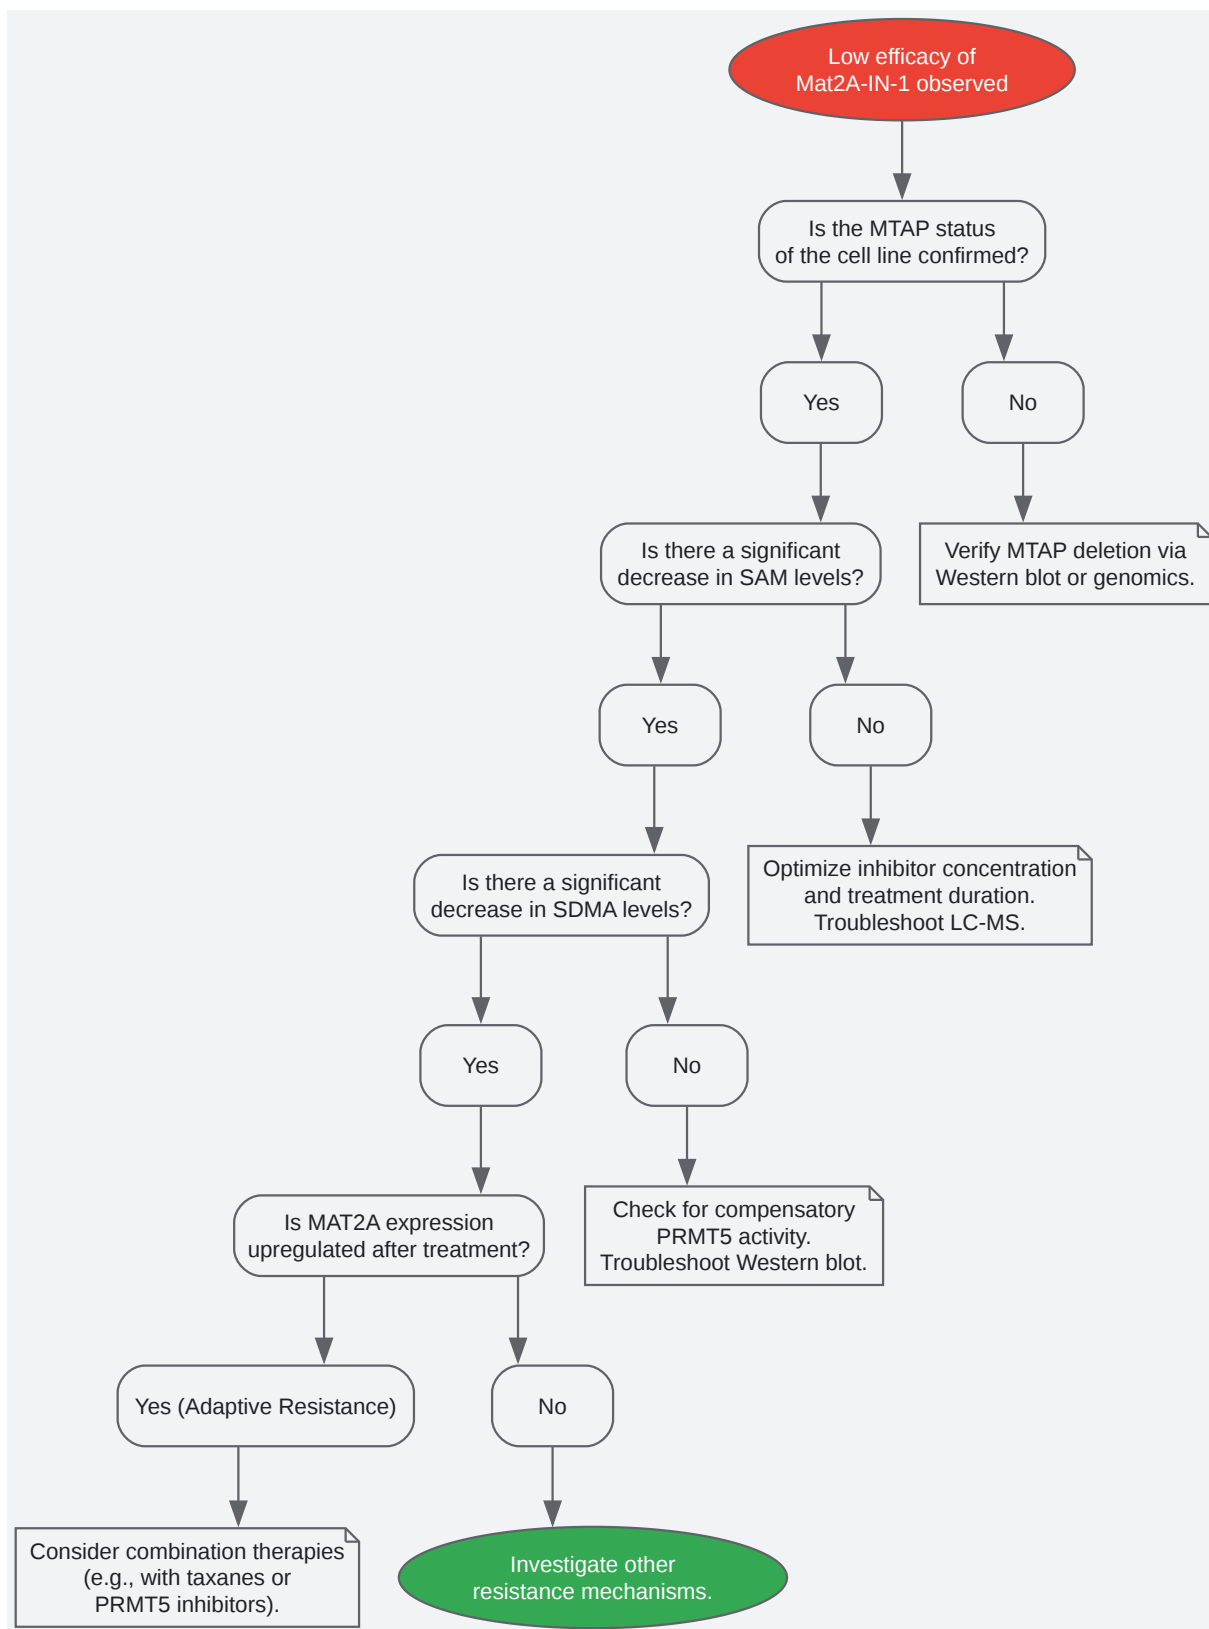 Low efficacy of
Mat2A-IN-1 observed
Is the MTAP status
of the cell line confirmed?
Yes
No
Is there a significant
decrease in SAM levels?
Verify MTAP deletion via
Western blot or genomics.
Yes
No
Is there a significant
decrease in SDMA levels?
Optimize inhibitor concentration
and treatment duration.
Troubleshoot LC-MS.
Yes
No
Is MAT2A expression
upregulated after treatment?
Check for compensatory
PRMT5 activity.
Troubleshoot Western blot.
Yes (Adaptive Resistance)
No
Consider combination therapies
(e.g., with taxanes or
PRMT5 inhibitors).
Investigate other
resistance mechanisms.